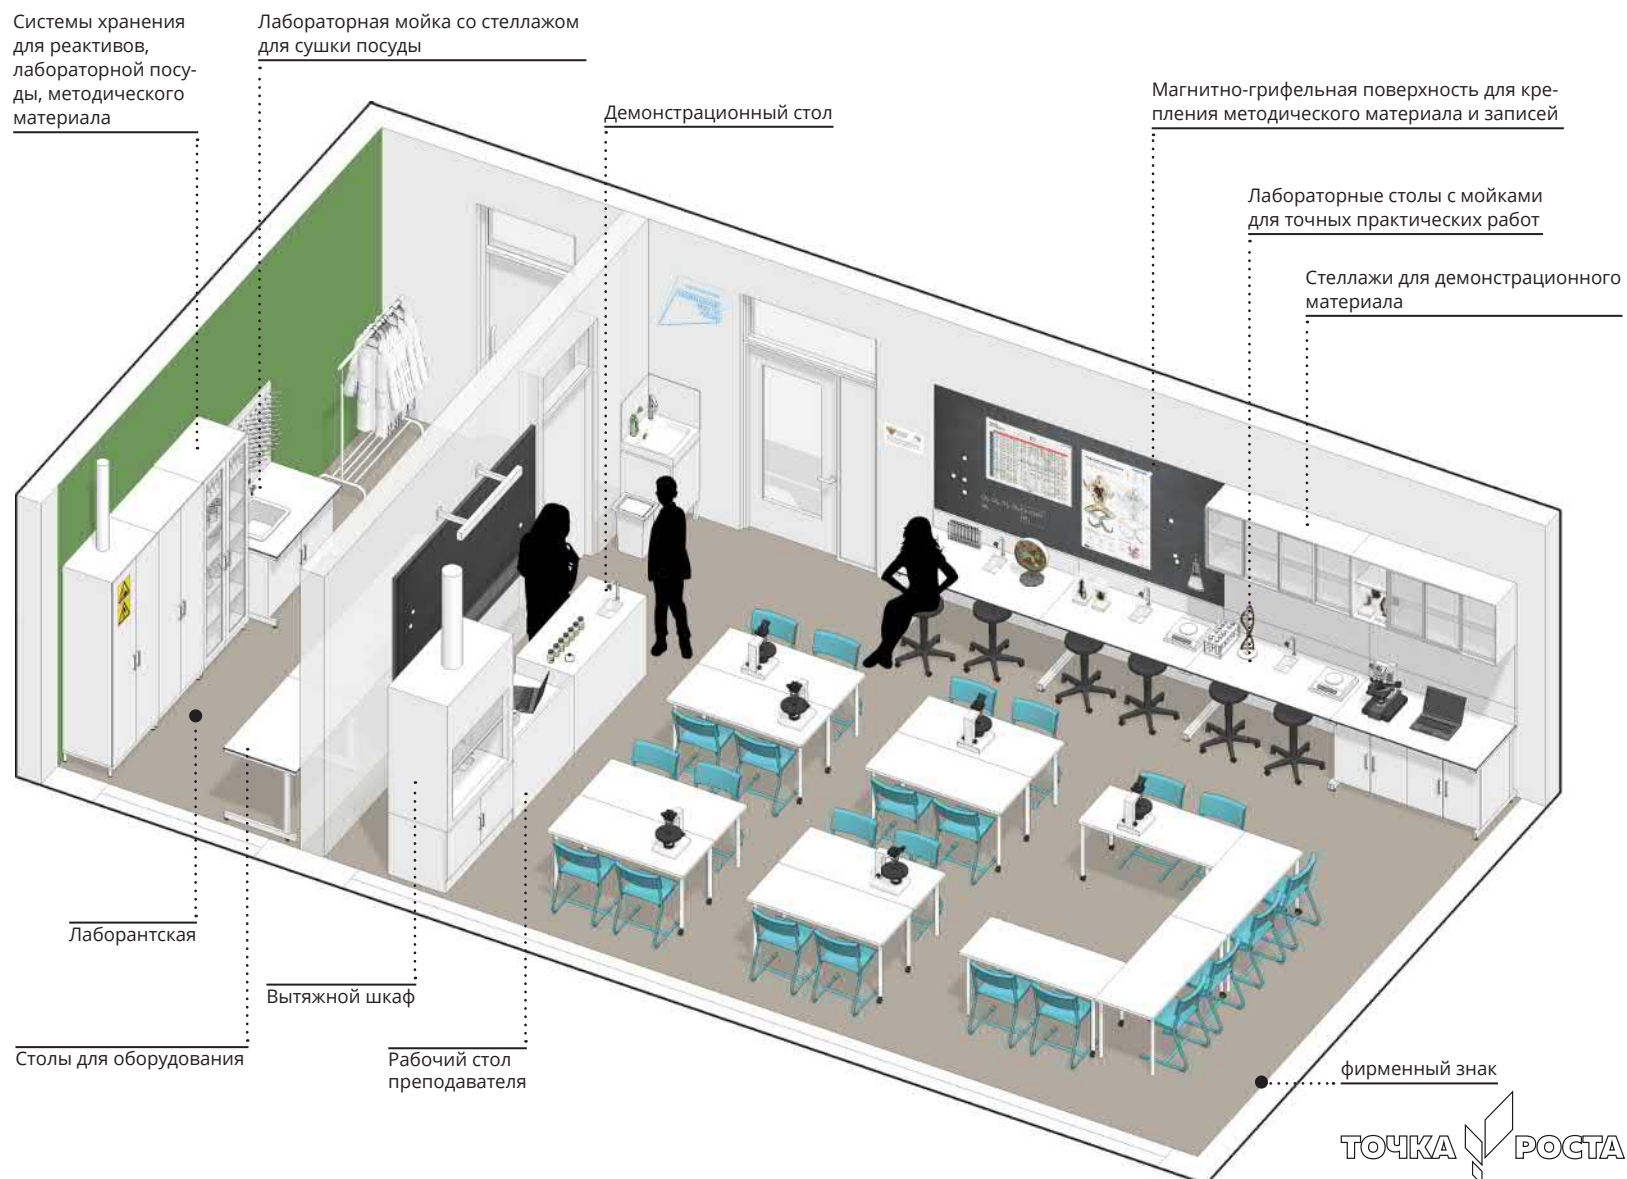 Системы хранения
для реактивов,
лабораторной посу-
ды, методического
материала
Лабораторная мойка со стеллажом
для сушки посуды
Демонстрационный стол
Магнитно-грифельная поверхность для кре-
пления методического материала и записей
Лабораторные столы с мойками
для точных практических работ
Стеллажи для демонстрационного
материала
Лаборантская
Вытяжной шкаф
Столы для оборудования
Рабочий стол
преподавателя
фирменный знак
ТОЧКА РОСТА